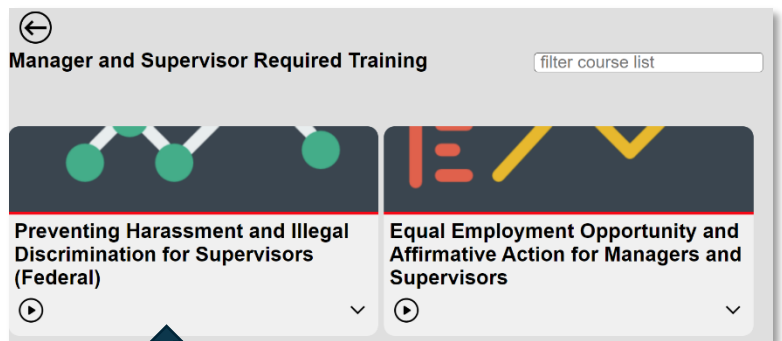 Manager and Supervisor Required Training
filter course list
Preventing Harassment and Illegal
Discrimination for Supervisors
(Federal)
Equal Employment Opportunity and
Affirmative Action for Managers and
Supervisors